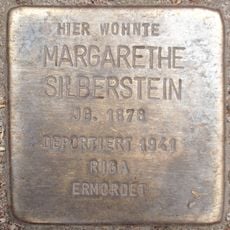 HIER WOHNTE
MARGARETHE
SILBERSTEIN
JG. 1878
DEPORTIERT 1941
RIGA
ERMORDET